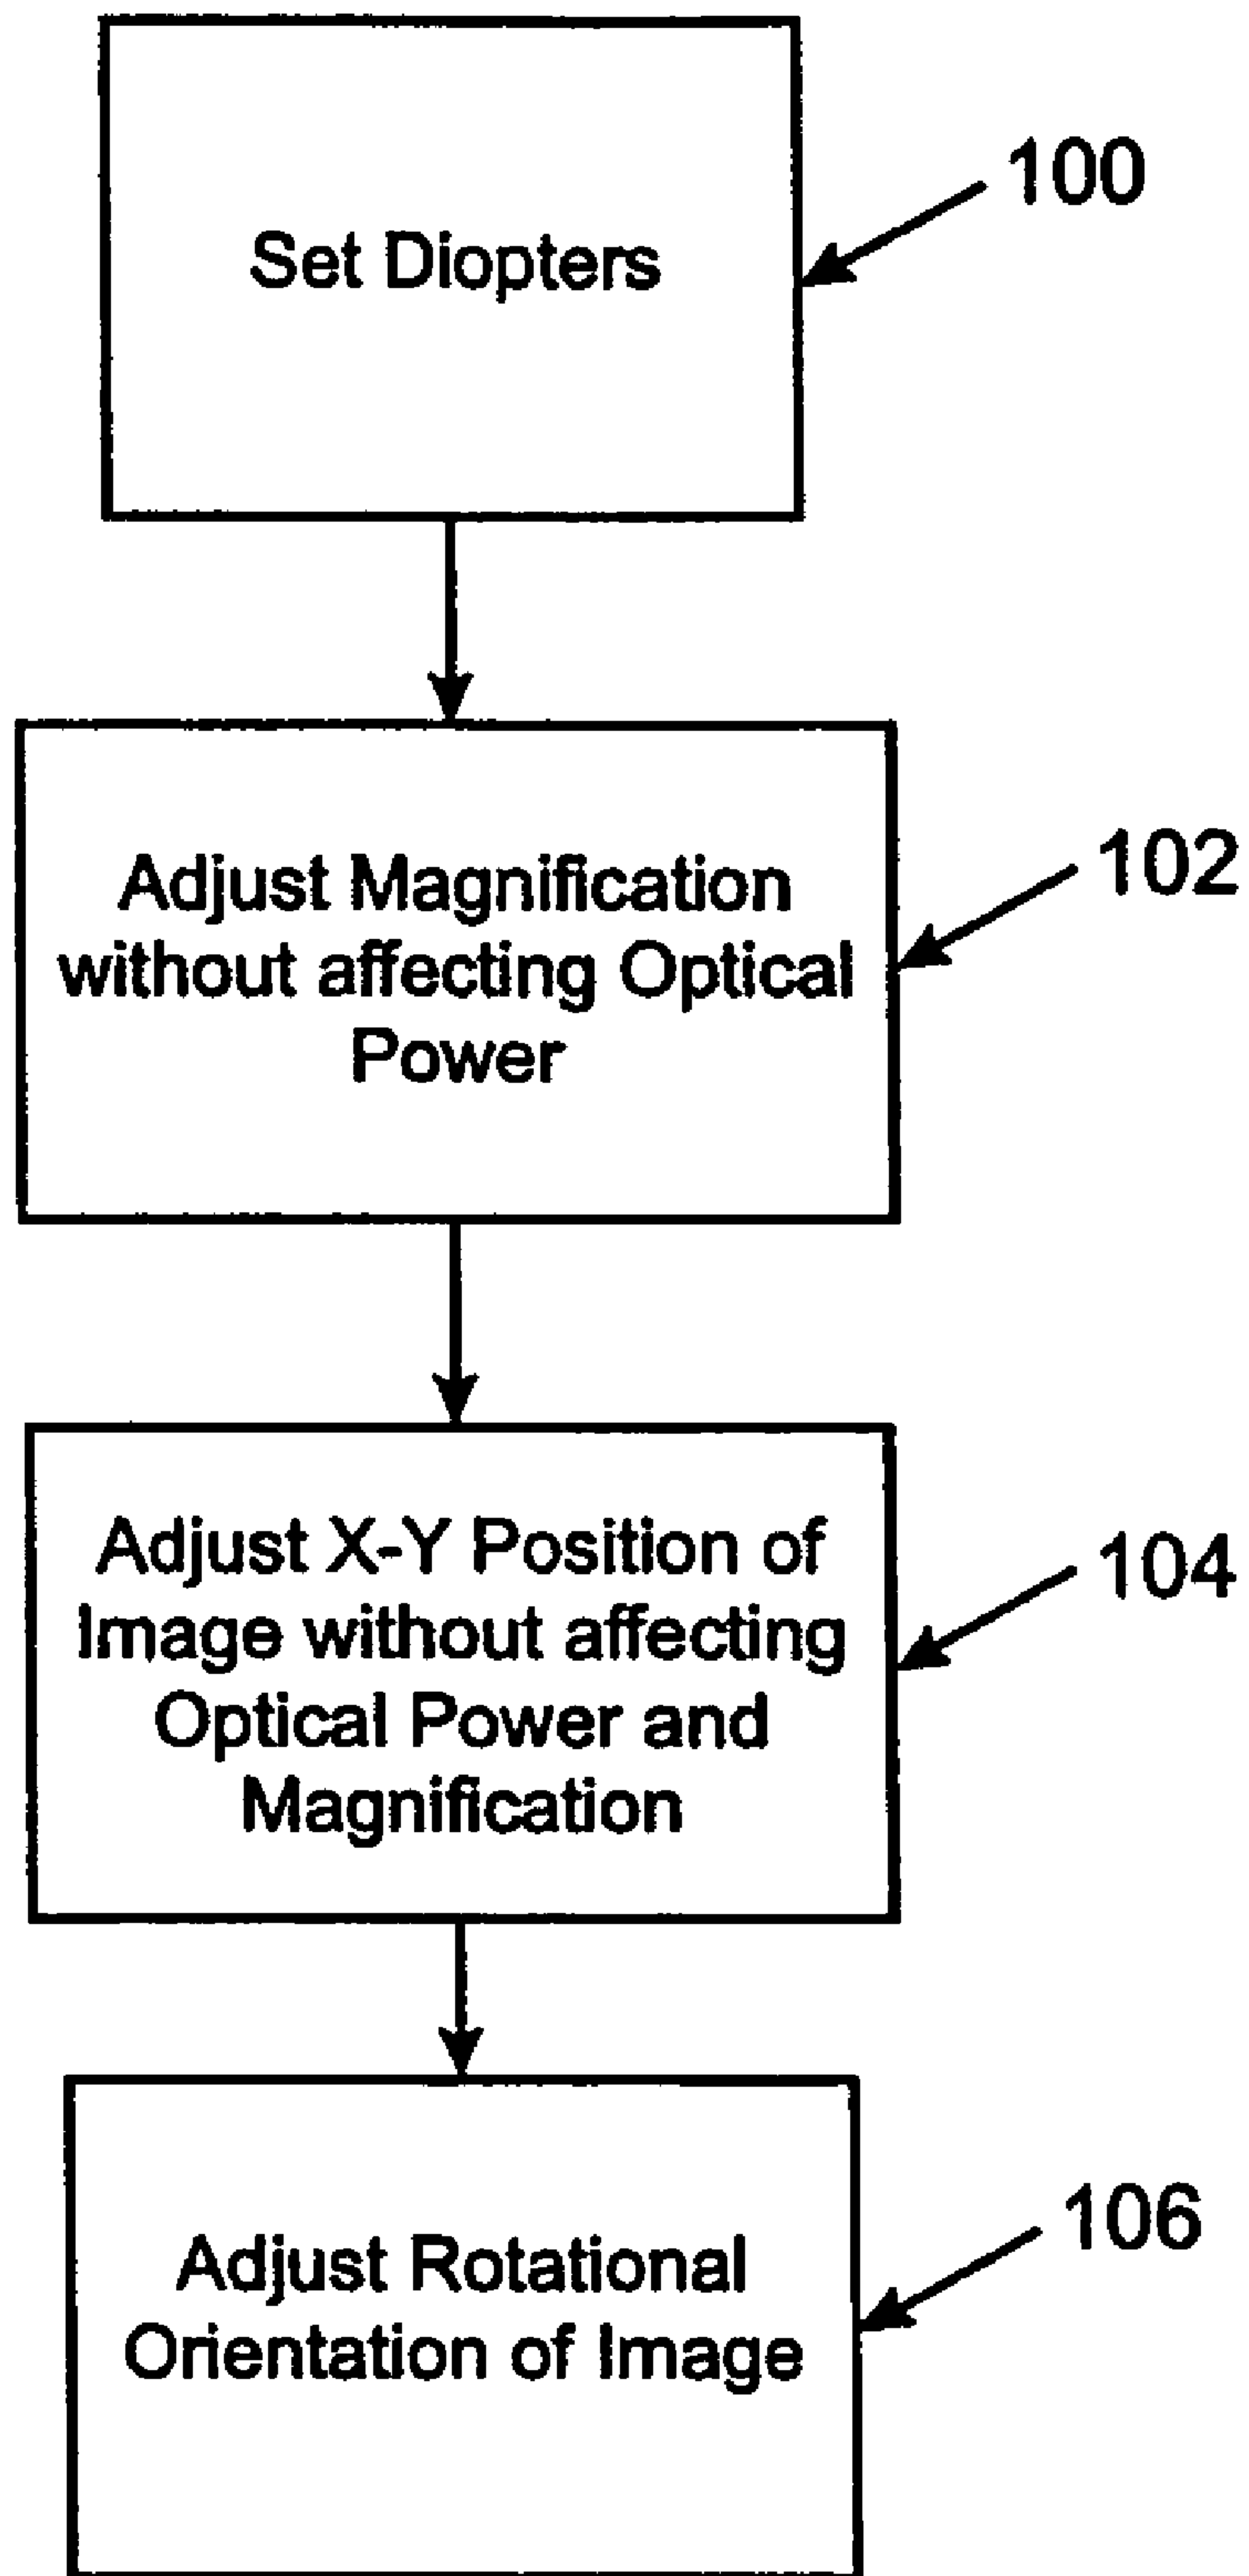 Set Diopters
100
Adjust Magnification
without affecting Optical
Power
102
Adjust X-Y Position of
Image without affecting
Optical Power and
Magnification
104
Adjust Rotational
Orientation of Image
106